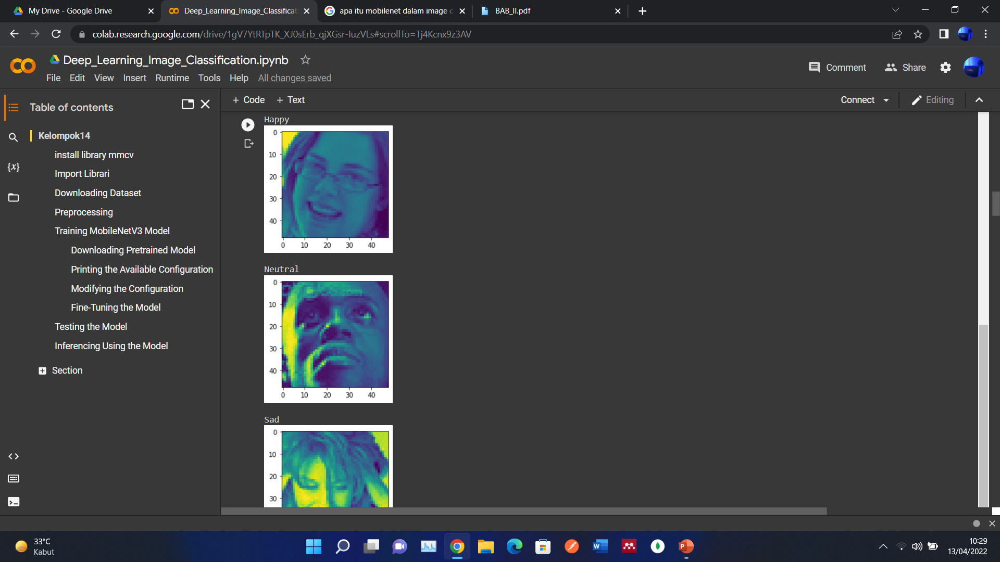 My Drive - Google Drive
Deep_Learning_Image_Classificat
apa itu mobilenet dalam image c
BAB_II.pdf
colab.research.google.com/drive/1gV7YtRTpTK_XJ0sErb_qjXGsr-IuzVLs#scrollTo=Tj4Kcnx9z3AV
Deep_Learning_Image_Classification.ipynb
Comment
Share
File Edit View Insert Runtime Tools Help All changes saved
Table of contents
+ Code + Text
Connect
Editing
Kelompok14
install library mmcv
Import Librari
Downloading Dataset
Preprocessing
Training MobileNetV3 Model
Downloading Pretrained Model
Printing the Available Configuration
Modifying the Configuration
Fine-Tuning the Model
Testing the Model
Inferencing Using the Model
Section
{x}
Happy
0
10
20
30
40
0 10 20 30 40
Neutral
0
10
20
30
40
0 10 20 30 40
Sad
0
10
20
30
33°C
Kabut
10:29
13/04/2022